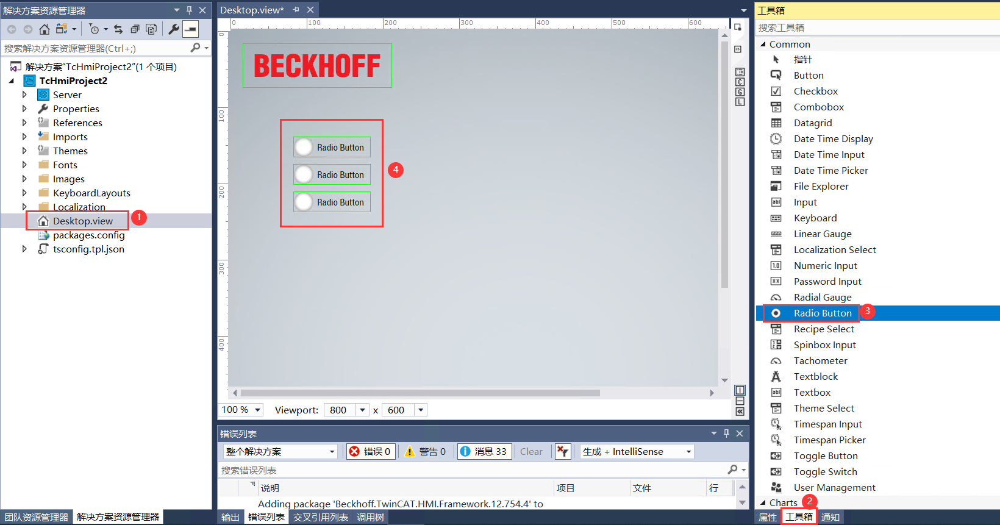 解决方案资源管理器
搜索解决方案资源管理器(Ctrl+;)
解决方案"TcHmiProject2"(1 个项目)
TcHmiProject2
Server
Properties
References
Imports
Themes
Fonts
Images
KeyboardLayouts
Localization
Desktop.view
1
packages.config
tsconfig.tpl.json
团队资源管理器 解决方案资源管理器
Desktop.view*
0 100 200 300 400 500 600
0
100
200
300
400
BECKHOFF
Radio Button
Radio Button
Radio Button
4
C
G
L
100 % Viewport: 800 x 600
错误列表
整个解决方案 错误 0 警告 0 消息 33 Clear 生成 + IntelliSense
搜索错误列表
说明 项目 文件 行
Adding package 'Beckhoff.TwinCAT.HMI.Framework.12.754.4' to
输出 错误列表 交叉引用列表 调用树
工具箱
搜索工具箱
Common
指针
Button
Checkbox
Combobox
Datagrid
Date Time Display
Date Time Input
Date Time Picker
File Explorer
Input
Keyboard
Linear Gauge
Localization Select
Numeric Input
Password Input
Radial Gauge
Radio Button
3
Recipe Select
Spinbox Input
Tachometer
Textblock
Textbox
Theme Select
Timespan Input
Timespan Picker
Toggle Button
Toggle Switch
User Management
Charts
2
属性 工具箱 通知